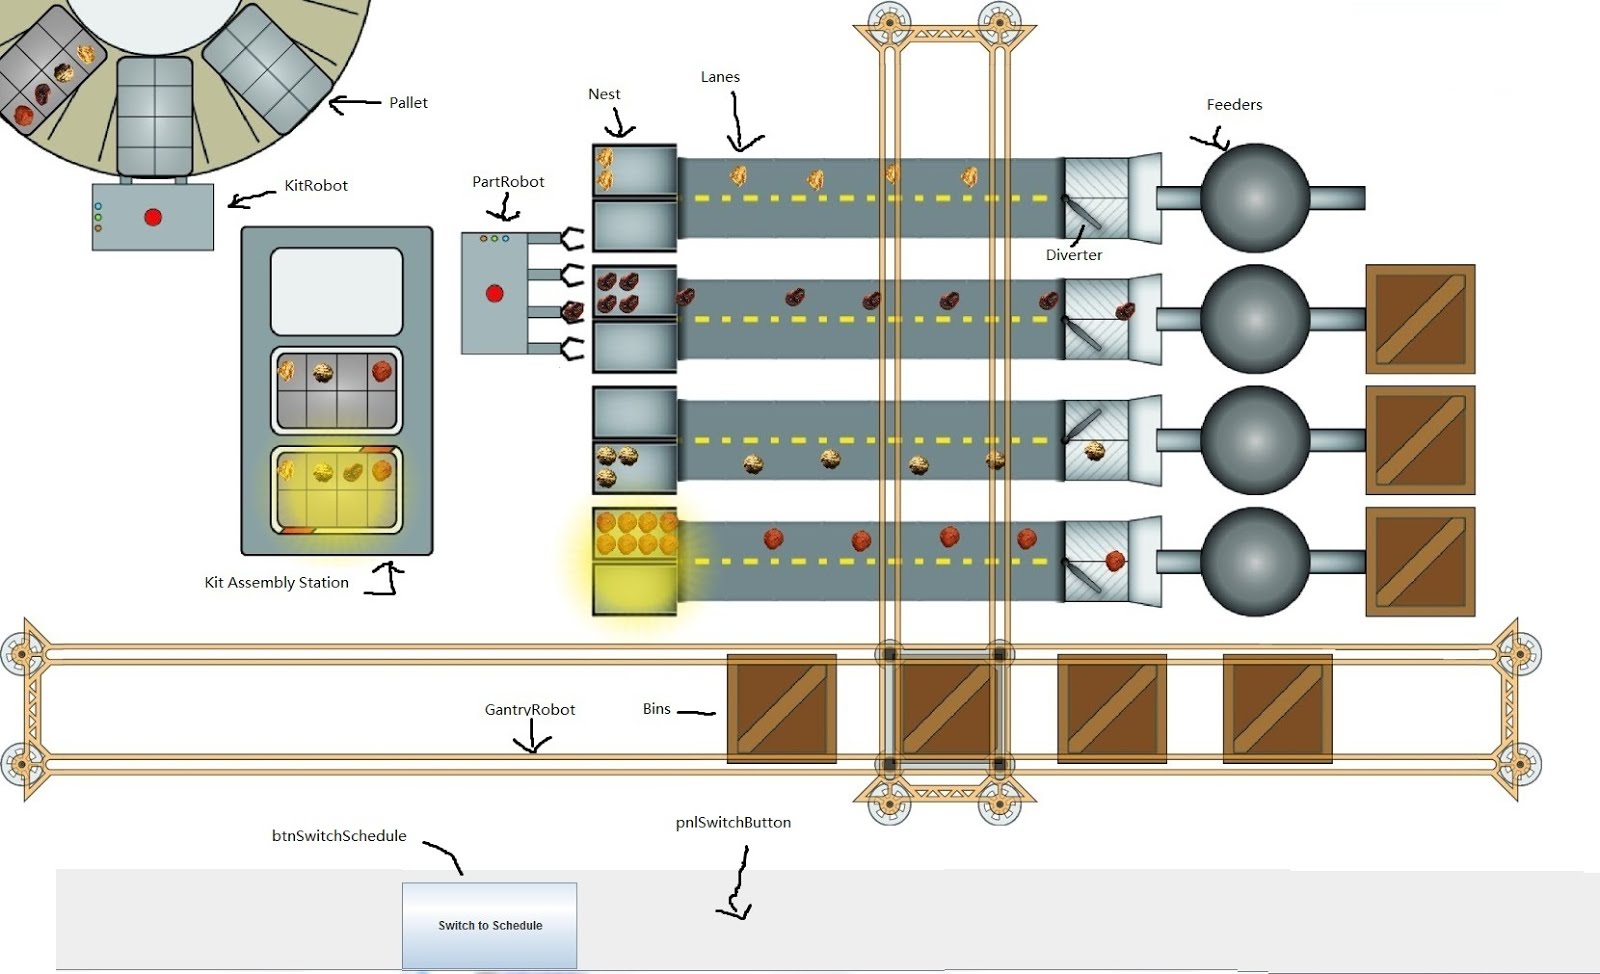 Lanes
Nest
Pallet
Feeders
KitRobot
PartRobot
Diverter
Kit Assembly Station
GantryRobot
Bins
btnSwitchSchedule
pnlSwitchButton
Switch to Schedule